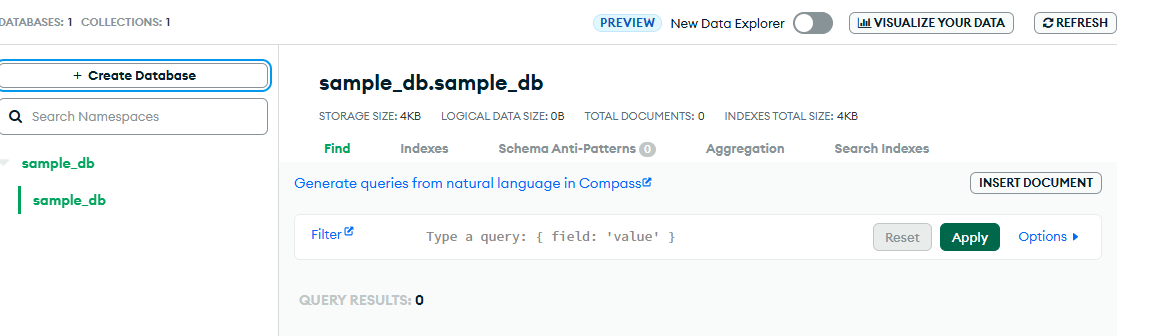 DATABASES: 1 COLLECTIONS: 1
PREVIEW New Data Explorer VISUALIZE YOUR DATA REFRESH
+ Create Database
Search Namespaces
sample_db
sample_db
sample_db.sample_db
STORAGE SIZE: 4KB LOGICAL DATA SIZE: 0B TOTAL DOCUMENTS: 0 INDEXES TOTAL SIZE: 4KB
Find Indexes Schema Anti-Patterns 0 Aggregation Search Indexes
Generate queries from natural language in Compass
INSERT DOCUMENT
Filter Type a query: { field: 'value' } Reset Apply Options
QUERY RESULTS: 0